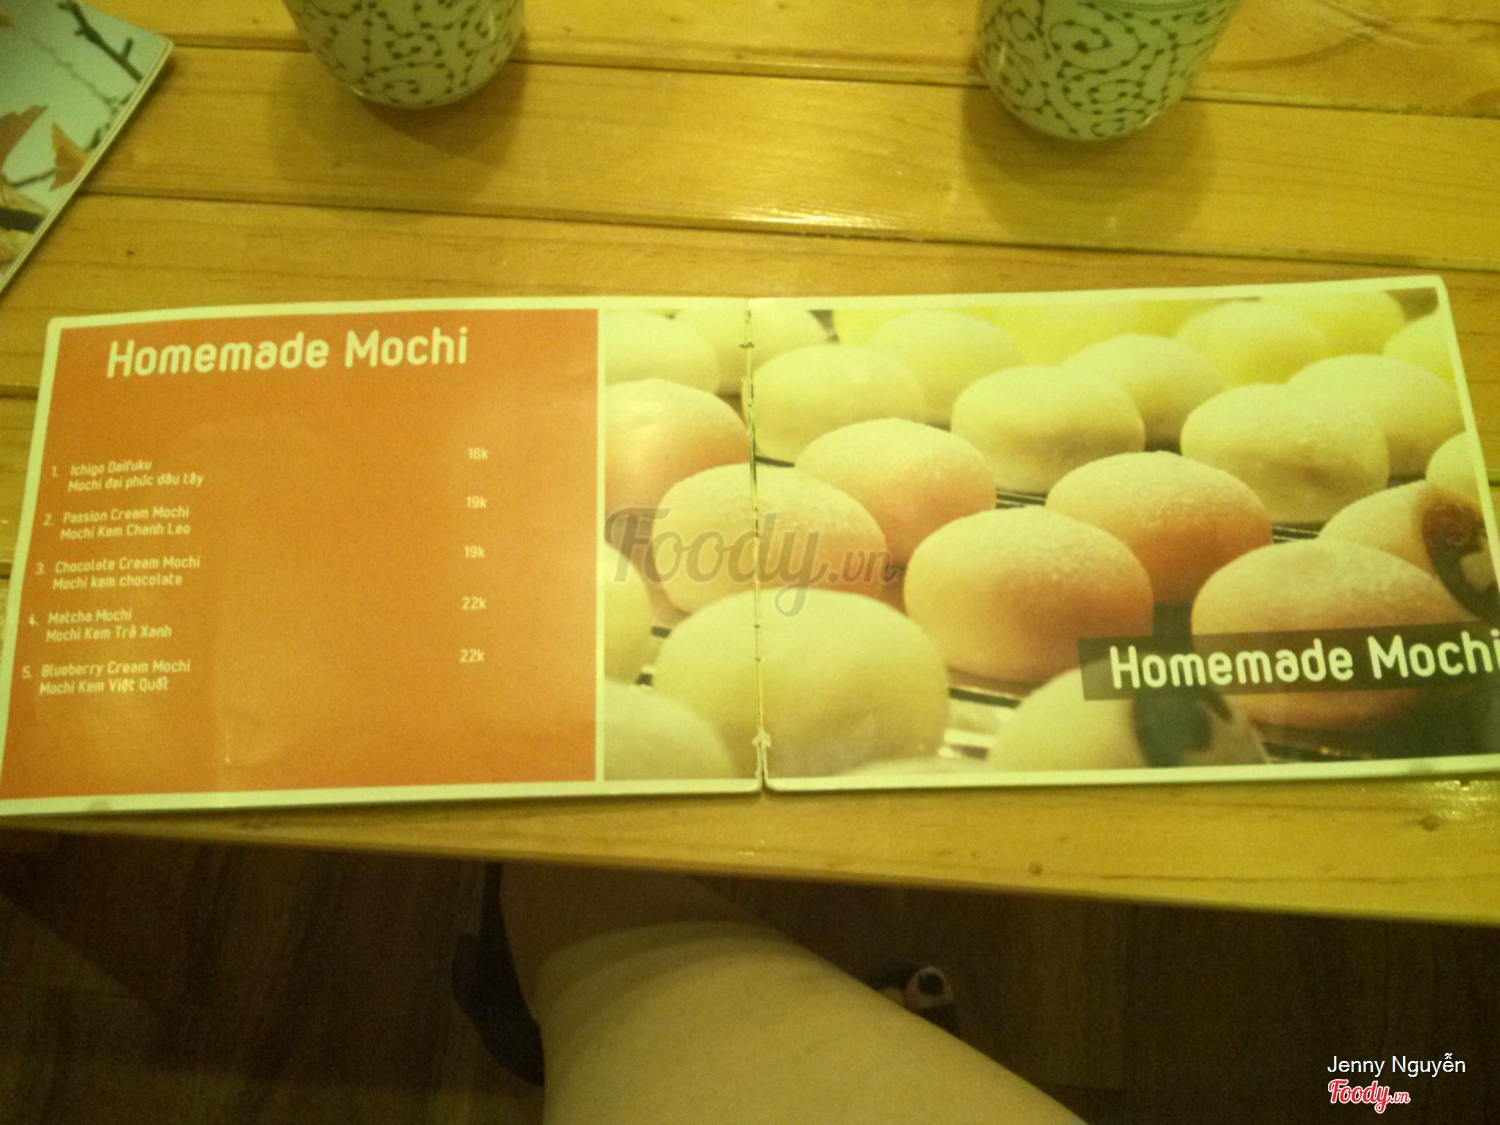 Homemade Mochi
1. Ichigo Daifuku 16k
Mochi đại phúc dâu tây
2. Passion Cream Mochi 19k
Mochi Kem Chanh Leo
3. Chocolate Cream Mochi 19k
Mochi kem chocolate
4. Matcha Mochi 22k
Mochi Kem Trà Xanh
5. Blueberry Cream Mochi 22k
Mochi Kem Việt Quất
Foody.vn
Homemade Mochi
Jenny Nguyễn
Foody.vn